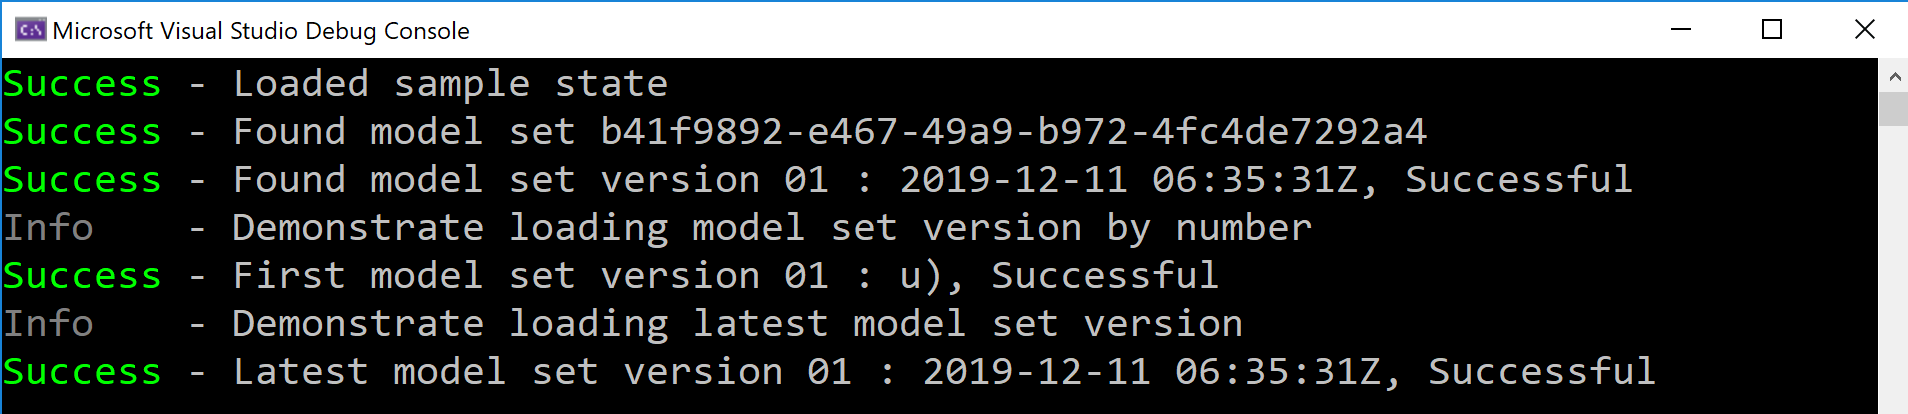 Microsoft Visual Studio Debug Console
Success - Loaded sample state
Success - Found model set b41f9892-e467-49a9-b972-4fc4de7292a4
Success - Found model set version 01 : 2019-12-11 06:35:31Z, Successful
Info    - Demonstrate loading model set version by number
Success - First model set version 01 : u), Successful
Info    - Demonstrate loading latest model set version
Success - Latest model set version 01 : 2019-12-11 06:35:31Z, Successful